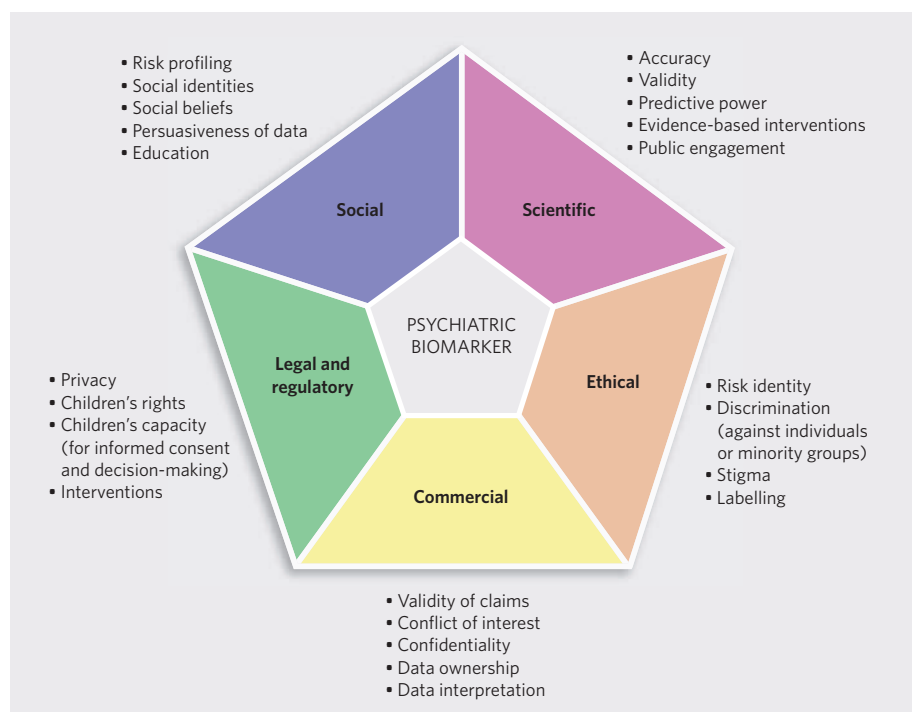 ▪ Risk profiling
▪ Social identities
▪ Social beliefs
▪ Persuasiveness of data
▪ Education
▪ Accuracy
▪ Validity
▪ Predictive power
▪ Evidence-based interventions
▪ Public engagement
Social
Scientific
PSYCHIATRIC
BIOMARKER
Legal and
regulatory
Ethical
▪ Privacy
▪ Children's rights
▪ Children's capacity
(for informed consent
and decision-making)
▪ Interventions
▪ Risk identity
▪ Discrimination
(against individuals
or minority groups)
▪ Stigma
▪ Labelling
Commercial
▪ Validity of claims
▪ Conflict of interest
▪ Confidentiality
▪ Data ownership
▪ Data interpretation